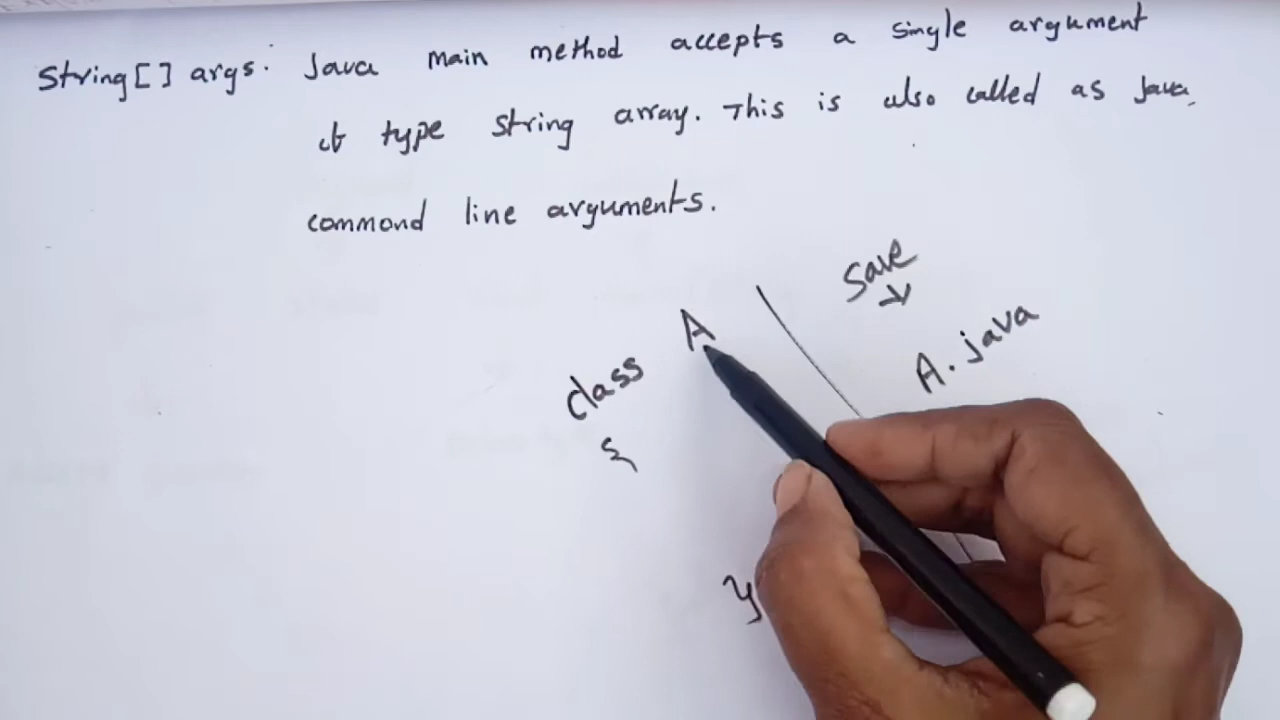 String[] args: Java main method accepts a single argument
of type string array. This is also called as java
commond line arguments.
Save
A.java
class A
{
}